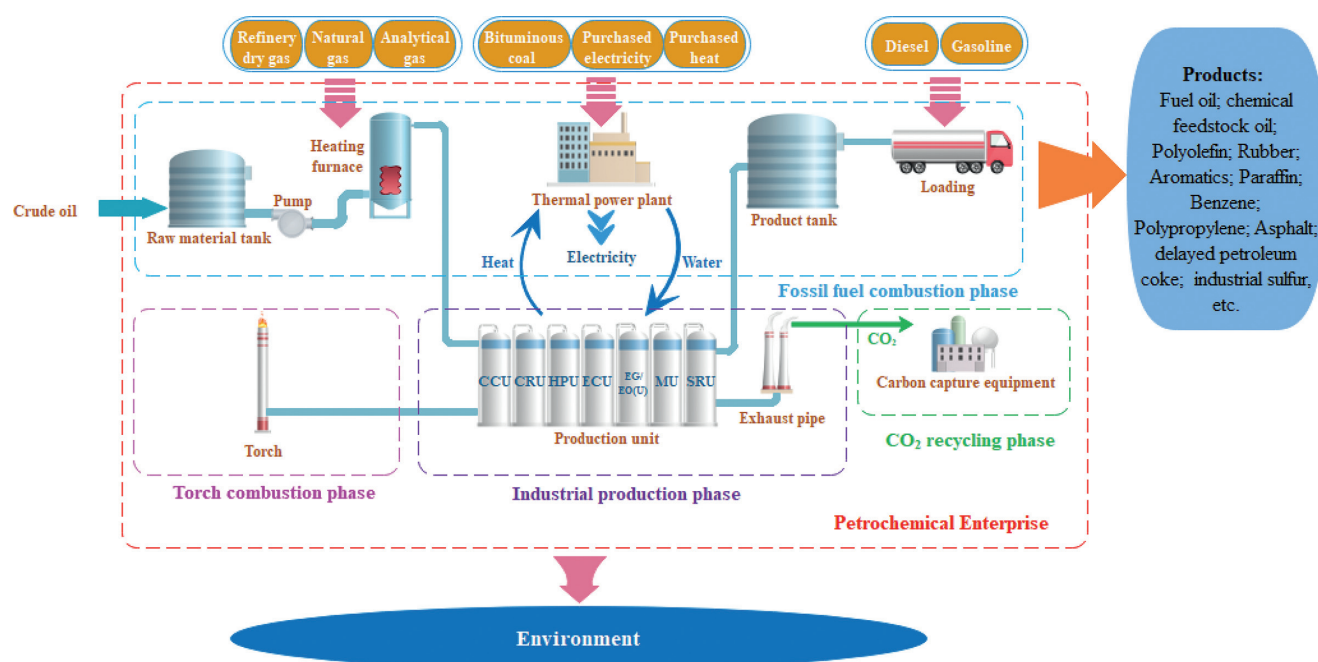 Refinery
dry gas
Natural
gas
Analytical
gas
Bituminous
coal
Purchased
electricity
Purchased
heat
Diesel
Gasoline
Products:
Fuel oil; chemical
feedstock oil;
Polyolefin; Rubber;
Aromatics; Paraffin;
Benzene;
Polypropylene; Asphalt;
delayed petroleum
coke; industrial sulfur,
etc.
Heating
furnace
Crude oil
Raw material tank
Pump
Thermal power plant
Electricity
Heat
Water
Product tank
Loading
Fossil fuel combustion phase
Torch
Torch combustion phase
CCU
CRU
HPU
ECU
EG/
EO(U)
MU
SRU
Production unit
Exhaust pipe
Industrial production phase
CO₂
Carbon capture equipment
CO₂ recycling phase
Petrochemical Enterprise
Environment